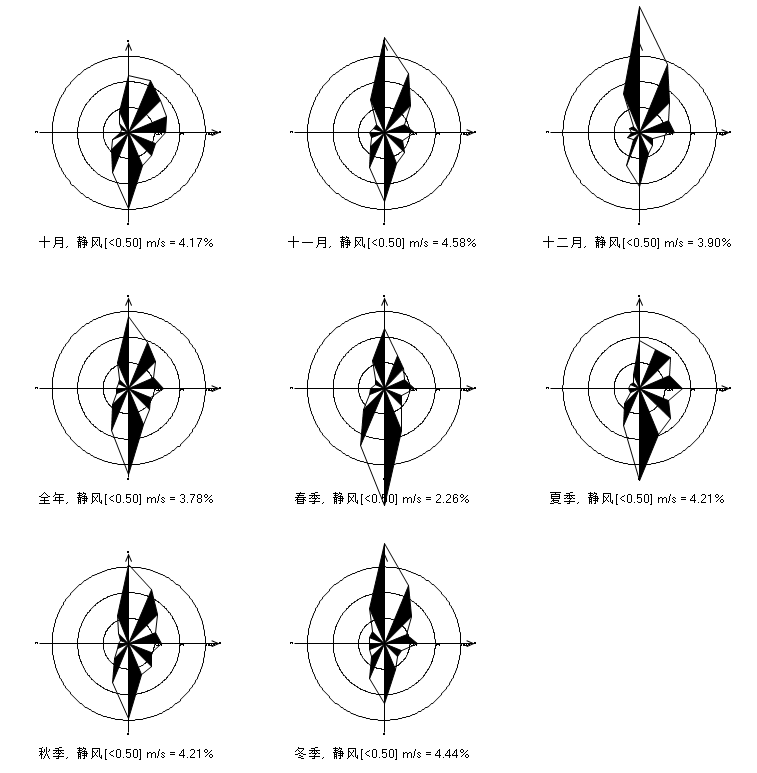 十月, 静风[<0.50] m/s = 4.17%
十一月, 静风[<0.50] m/s = 4.58%
十二月, 静风[<0.50] m/s = 3.90%
全年, 静风[<0.50] m/s = 3.78%
春季, 静风[<0.50] m/s = 2.26%
夏季, 静风[<0.50] m/s = 4.21%
秋季, 静风[<0.50] m/s = 4.21%
冬季, 静风[<0.50] m/s = 4.44%